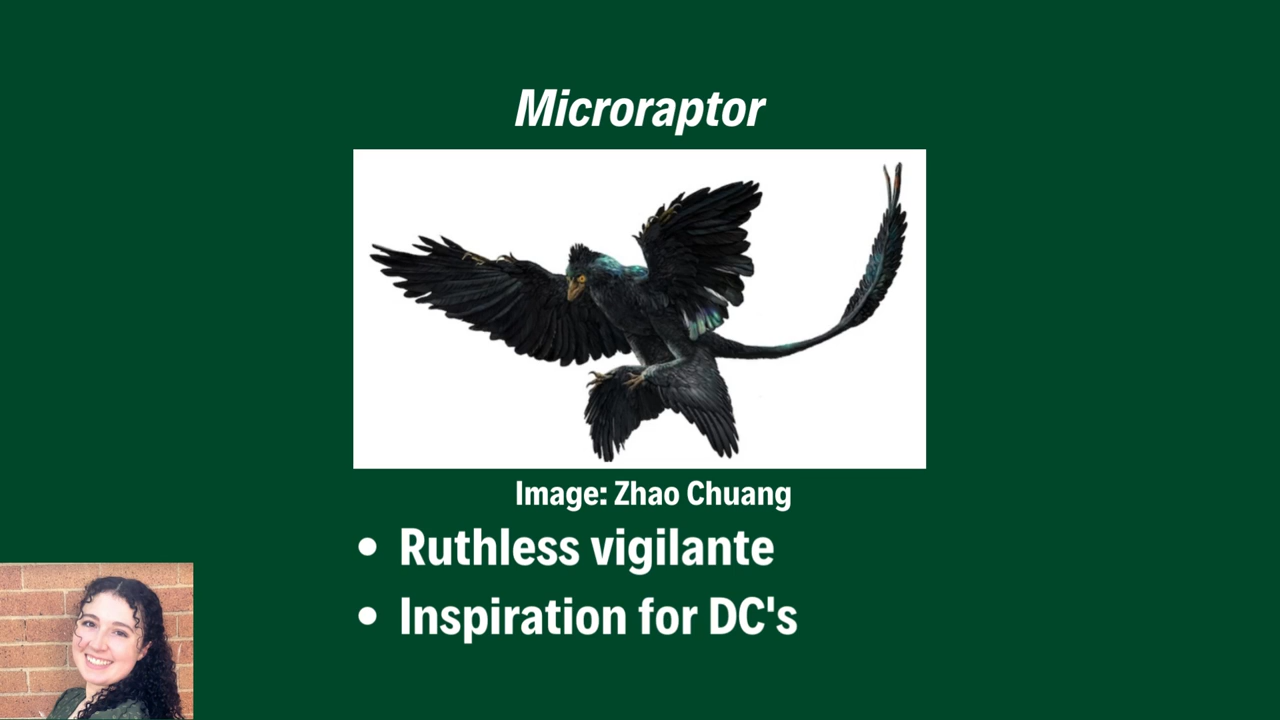 Microraptor
Image: Zhao Chuang
• Ruthless vigilante
• Inspiration for DC's